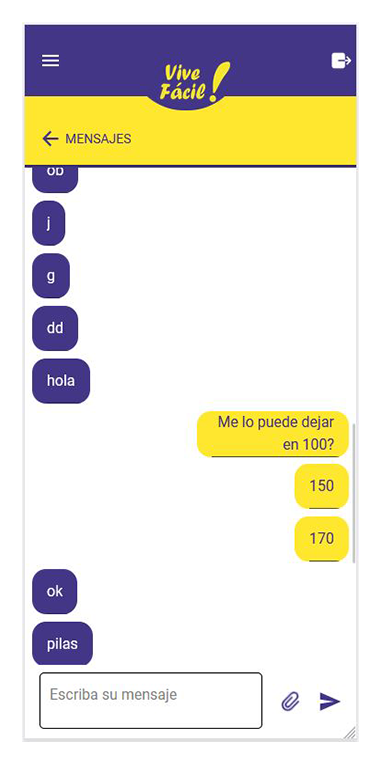 Vive
Fácil!
MENSAJES
ob
j
g
dd
hola
Me lo puede dejar
en 100?
150
170
ok
pilas
Escriba su mensaje